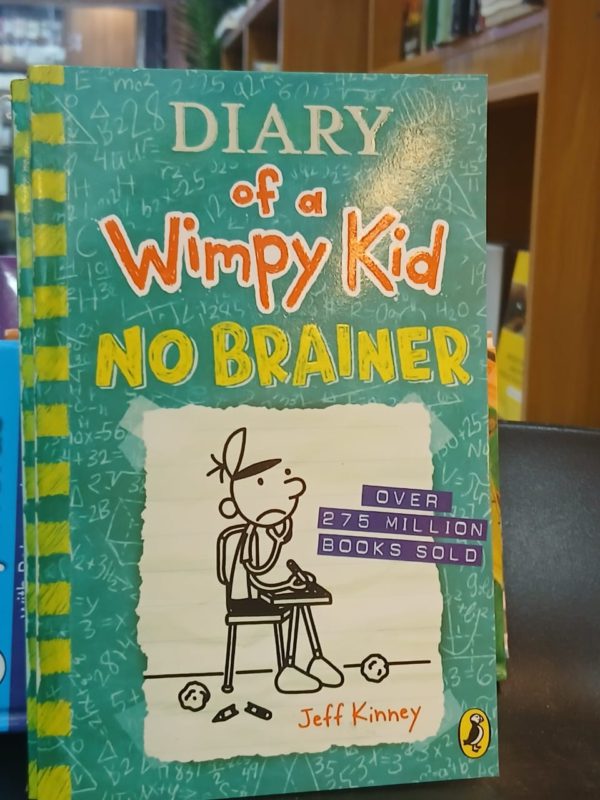 DIARY
of a
Wimpy Kid
NO BRAINER
OVER
275 MILLION
BOOKS SOLD
Jeff Kinney